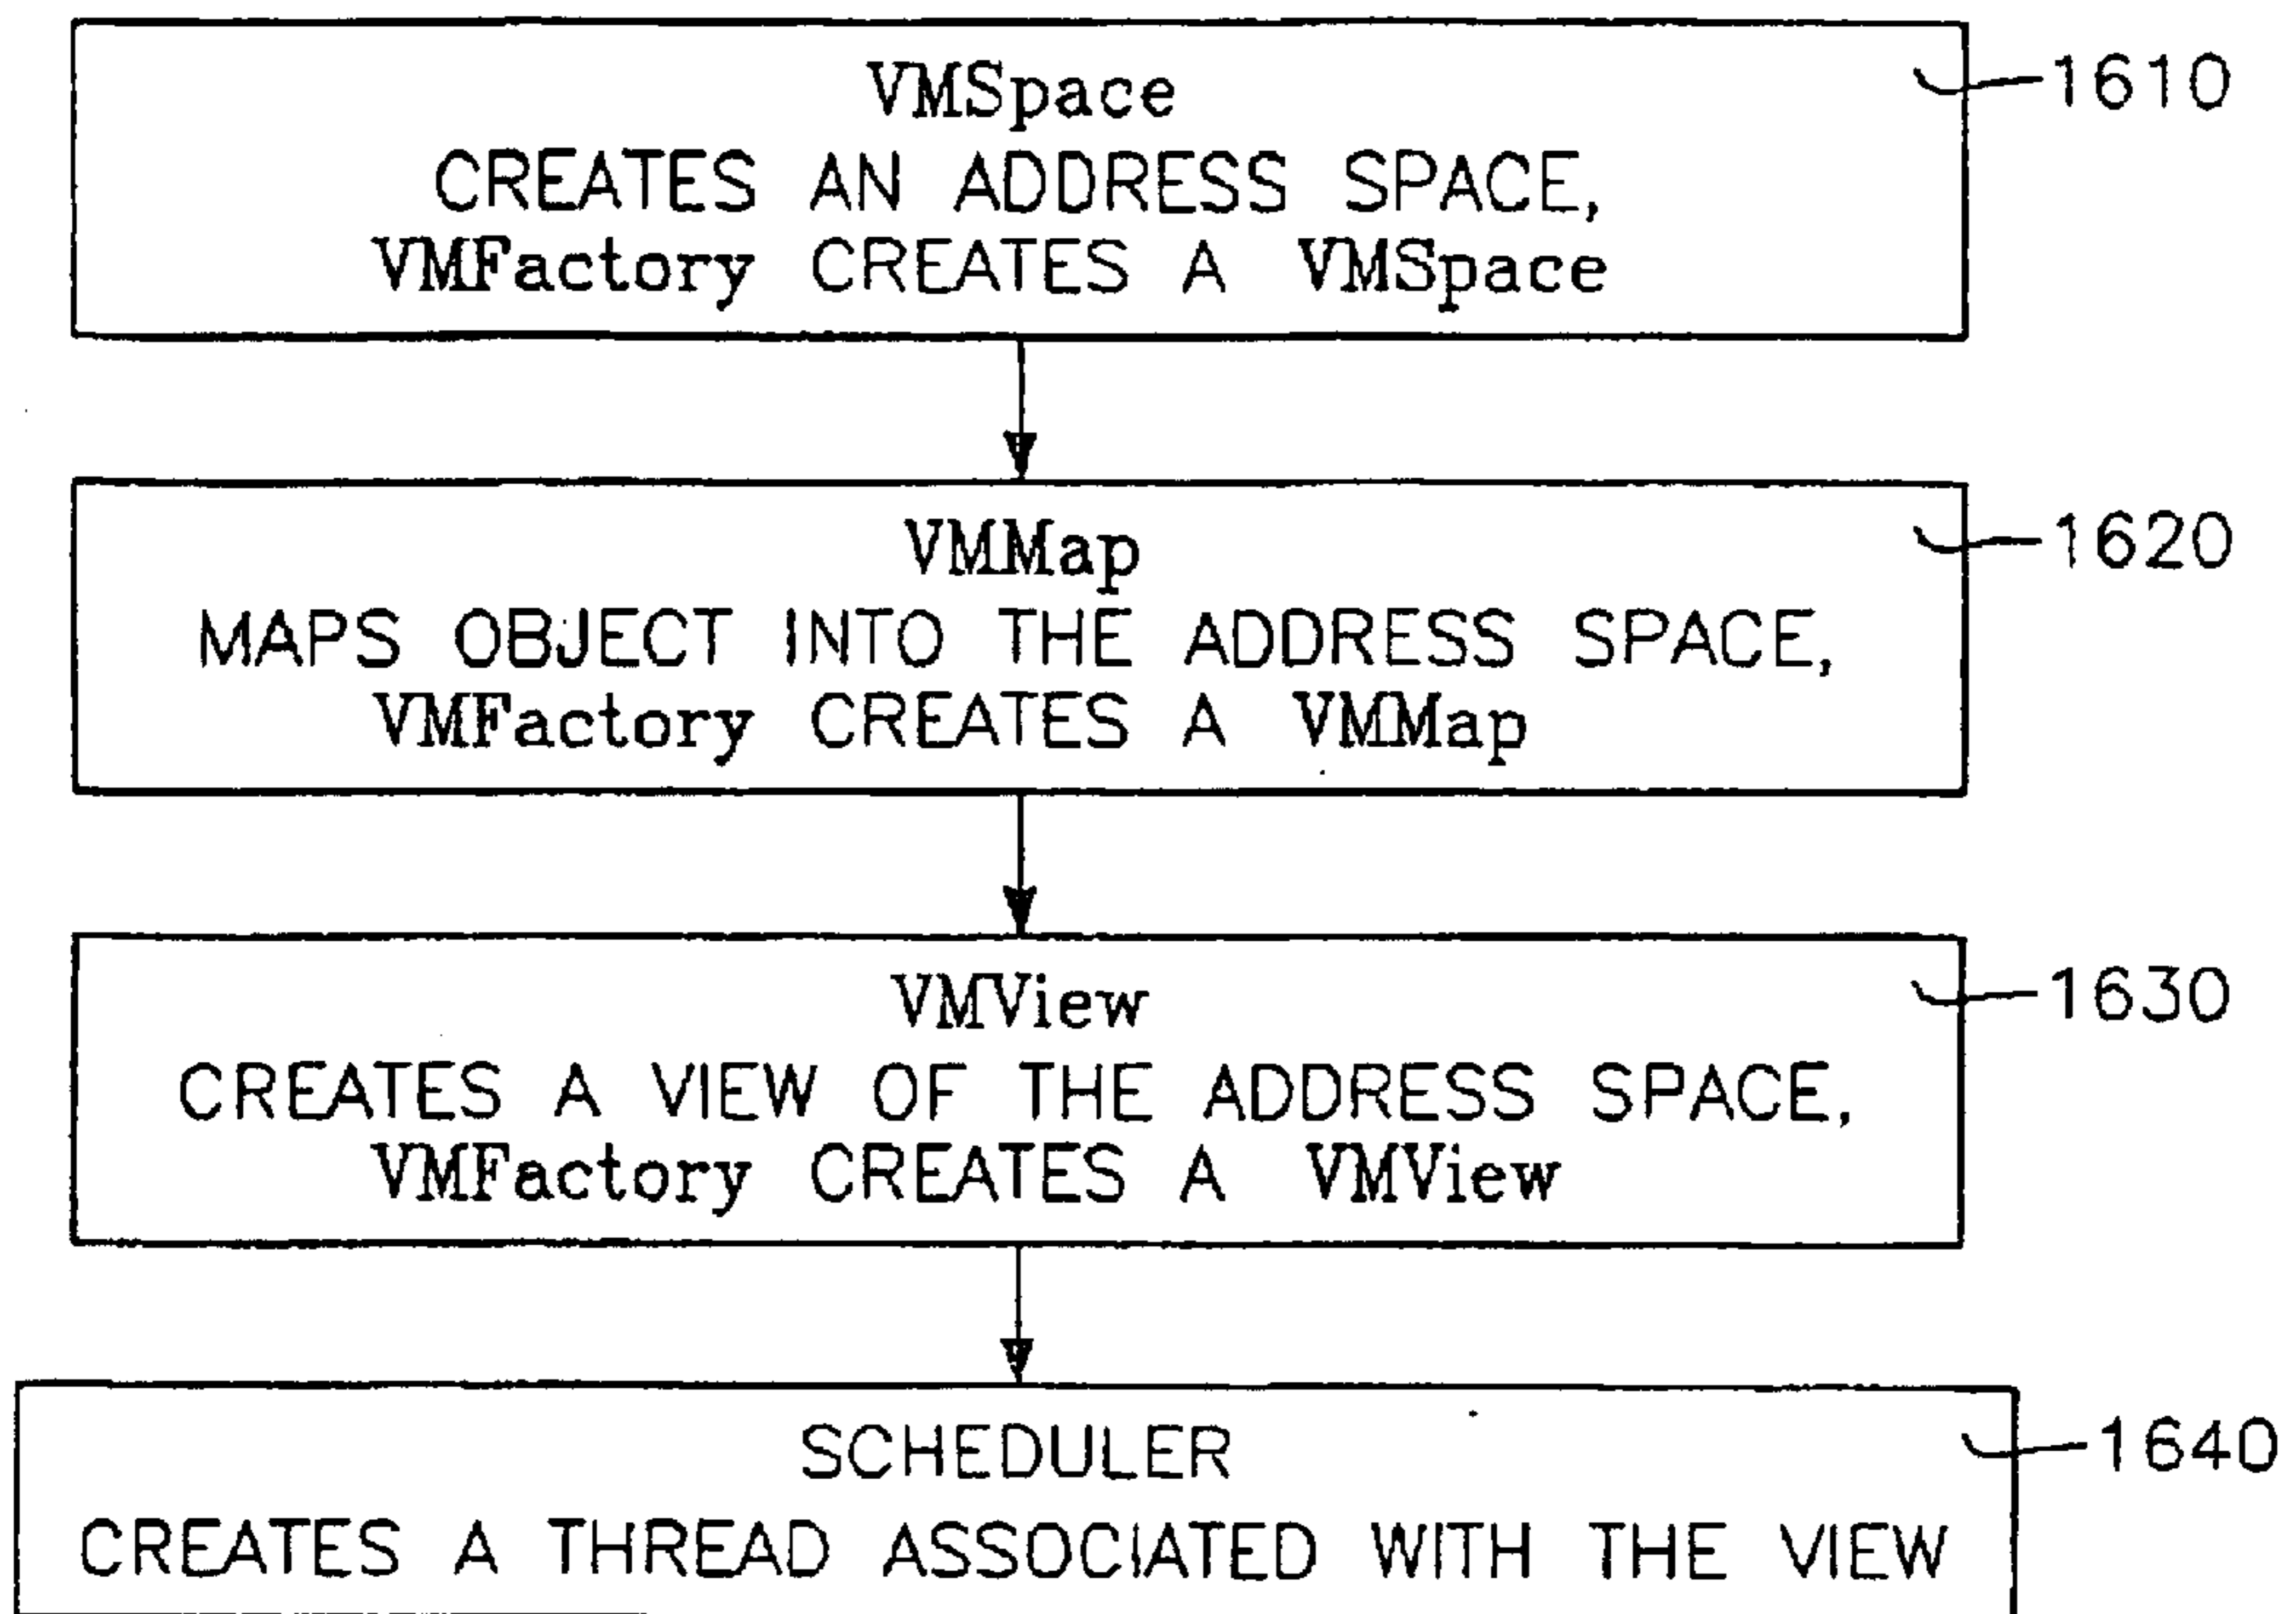 VMSpace
1610
CREATES AN ADDRESS SPACE,
VMFactory CREATES A VMSpace
VMMap
1620
MAPS OBJECT INTO THE ADDRESS SPACE,
VMFactory CREATES A VMMap
VMView
1630
CREATES A VIEW OF THE ADDRESS SPACE,
VMFactory CREATES A VMView
SCHEDULER
1640
CREATES A THREAD ASSOCIATED WITH THE VIEW